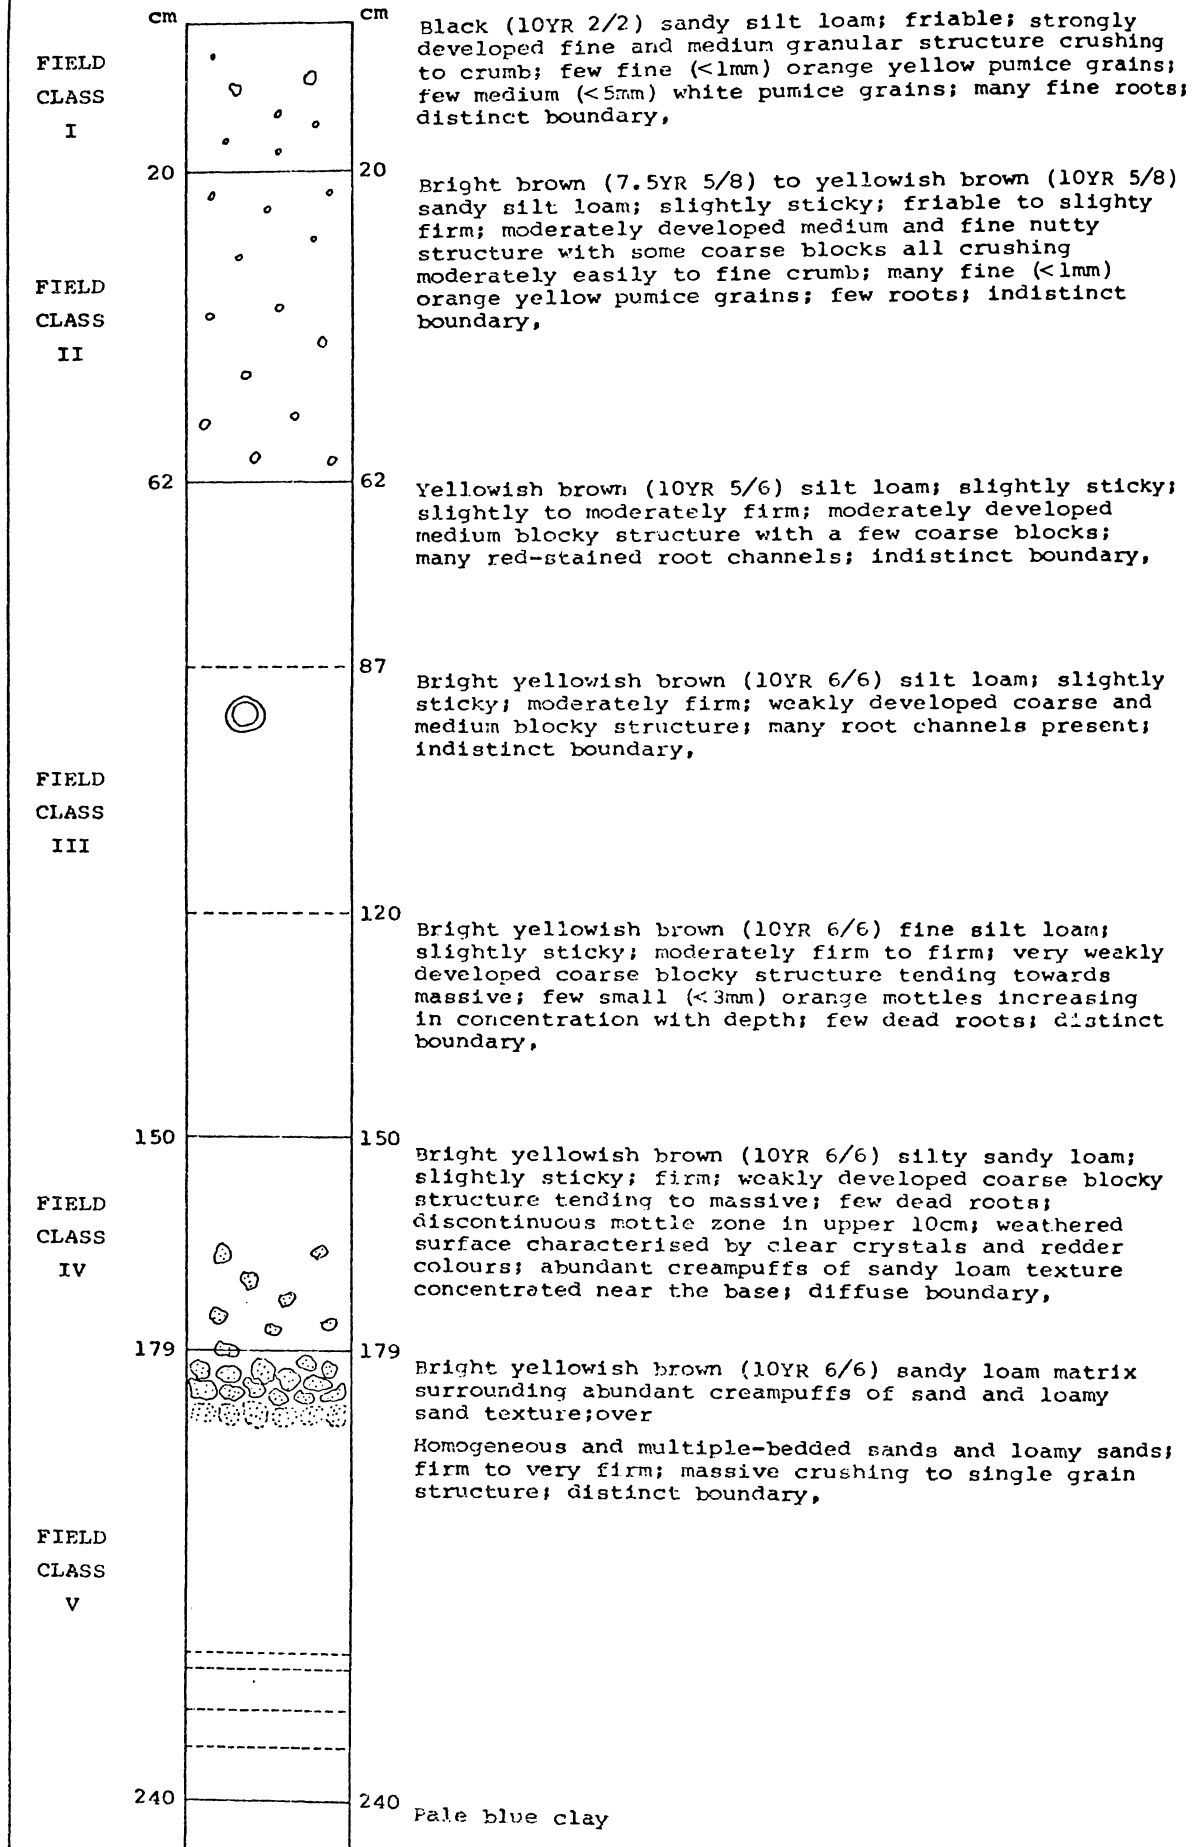 cm
cm
FIELD
CLASS
I
Black (10YR 2/2) sandy silt loam; friable; strongly
developed fine and medium granular structure crushing
to crumb; few fine (<1mm) orange yellow pumice grains;
few medium (<5mm) white pumice grains; many fine roots;
distinct boundary,
20
20
FIELD
CLASS
II
Bright brown (7.5YR 5/8) to yellowish brown (10YR 5/8)
sandy silt loam; slightly sticky; friable to slighty
firm; moderately developed medium and fine nutty
structure with some coarse blocks all crushing
moderately easily to fine crumb; many fine (<1mm)
orange yellow pumice grains; few roots; indistinct
boundary,
62
62
Yellowish brown (10YR 5/6) silt loam; slightly sticky;
slightly to moderately firm; moderately developed
medium blocky structure with a few coarse blocks;
many red-stained root channels; indistinct boundary,
87
Bright yellowish brown (10YR 6/6) silt loam; slightly
sticky; moderately firm; weakly developed coarse and
medium blocky structure; many root channels present;
indistinct boundary,
FIELD
CLASS
III
120
Bright yellowish brown (10YR 6/6) fine silt loam;
slightly sticky; moderately firm to firm; very weakly
developed coarse blocky structure tending towards
massive; few small (<3mm) orange mottles increasing
in concentration with depth; few dead roots; distinct
boundary,
150
150
FIELD
CLASS
IV
Bright yellowish brown (10YR 6/6) silty sandy loam;
slightly sticky; firm; weakly developed coarse blocky
structure tending to massive; few dead roots;
discontinuous mottle zone in upper 10cm; weathered
surface characterised by clear crystals and redder
colours; abundant creampuffs of sandy loam texture
concentrated near the base; diffuse boundary,
179
179
Bright yellowish brown (10YR 6/6) sandy loam matrix
surrounding abundant creampuffs of sand and loamy
sand texture;over
Homogeneous and multiple-bedded sands and loamy sands;
firm to very firm; massive crushing to single grain
structure; distinct boundary,
FIELD
CLASS
V
240
240
Pale blue clay